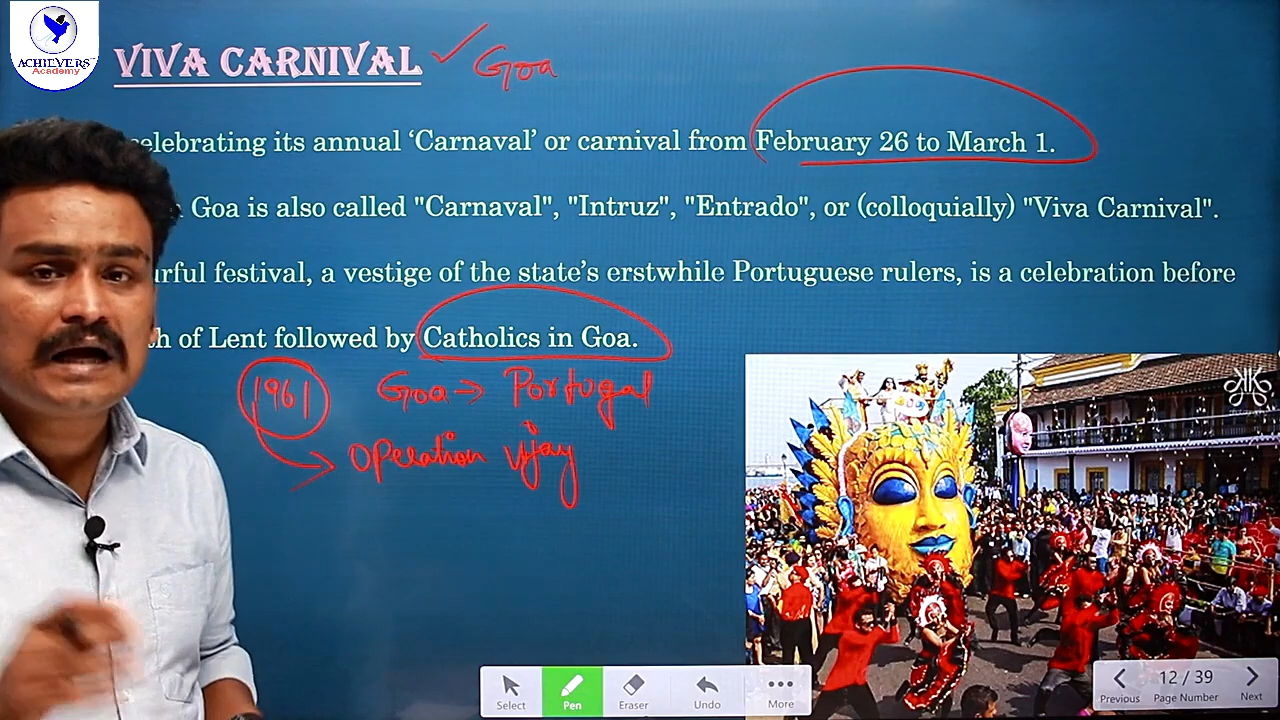 ACHIEVERS
Academy
VIVA CARNIVAL
Goa
celebrating its annual ‘Carnaval’ or carnival from February 26 to March 1.
Goa is also called "Carnaval", "Intruz", "Entrado", or (colloquially) "Viva Carnival".
urful festival, a vestige of the state’s erstwhile Portuguese rulers, is a celebration before
th of Lent followed by Catholics in Goa.
1961 Goa → Portugal
Operation Vijay
Select Pen Eraser Undo More
12 / 39
Previous Page Number Next